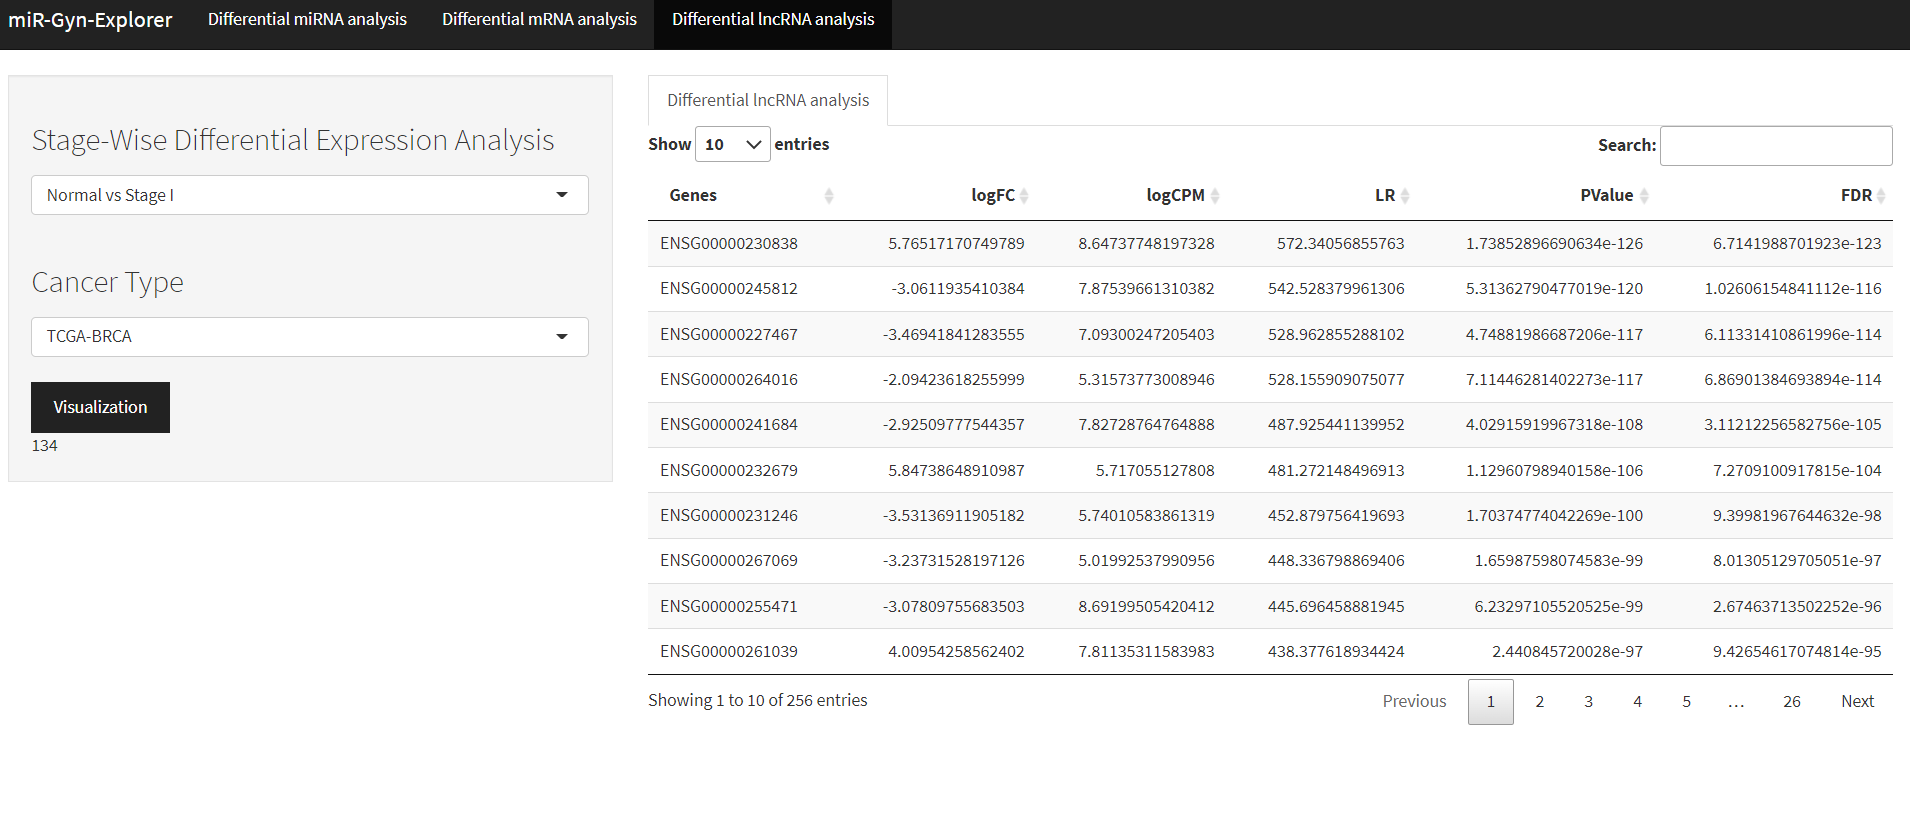 miR-Gyn-Explorer Differential miRNA analysis Differential mRNA analysis Differential lncRNA analysis
Stage-Wise Differential Expression Analysis
Normal vs Stage I
Cancer Type
TCGA-BRCA
Visualization
134
Differential lncRNA analysis
Show 10 entries Search:
Genes logFC logCPM LR PValue FDR
ENSG00000230838 5.76517170749789 8.64737748197328 572.34056855763 1.73852896690634e-126 6.7141988701923e-123
ENSG00000245812 -3.0611935410384 7.87539661310382 542.528379961306 5.31362790477019e-120 1.02606154841112e-116
ENSG00000227467 -3.46941841283555 7.09300247205403 528.962855288102 4.74881986687206e-117 6.11331410861996e-114
ENSG00000264016 -2.09423618255999 5.31573773008946 528.155909075077 7.11446281402273e-117 6.86901384693894e-114
ENSG00000241684 -2.92509777544357 7.82728764764888 487.925441139952 4.02915919967318e-108 3.11212256582756e-105
ENSG00000232679 5.84738648910987 5.717055127808 481.272148496913 1.12960798940158e-106 7.2709100917815e-104
ENSG00000231246 -3.53136911905182 5.74010583861319 452.879756419693 1.70374774042269e-100 9.39981967644632e-98
ENSG00000267069 -3.23731528197126 5.01992537990956 448.336798869406 1.65987598074583e-99 8.01305129705051e-97
ENSG00000255471 -3.07809755683503 8.69199505420412 445.696458881945 6.23297105520525e-99 2.67463713502252e-96
ENSG00000261039 4.00954258562402 7.81135311583983 438.377618934424 2.440845720028e-97 9.42654617074814e-95
Showing 1 to 10 of 256 entries Previous 1 2 3 4 5 … 26 Next